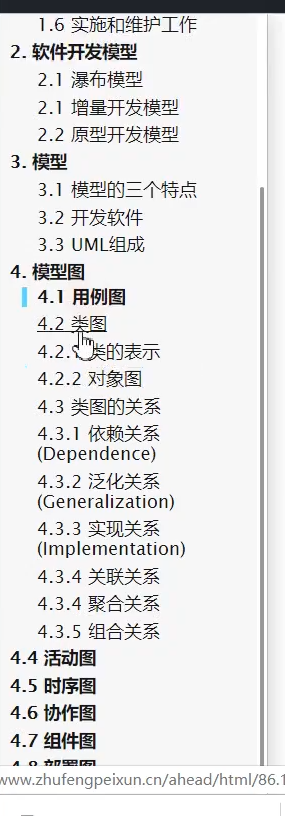 1.6 实施和维护工作
2. 软件开发模型
2.1 瀑布模型
2.1 增量开发模型
2.2 原型开发模型
3. 模型
3.1 模型的三个特点
3.2 开发软件
3.3 UML组成
4. 模型图
4.1 用例图
4.2 类图
4.2. 类的表示
4.2.2 对象图
4.3 类图的关系
4.3.1 依赖关系
(Dependence)
4.3.2 泛化关系
(Generalization)
4.3.3 实现关系
(Implementation)
4.3.4 关联关系
4.3.4 聚合关系
4.3.5 组合关系
4.4 活动图
4.5 时序图
4.6 协作图
4.7 组件图
4.8 部署图
www.zhufengpeixun.cn/ahead/html/86.1